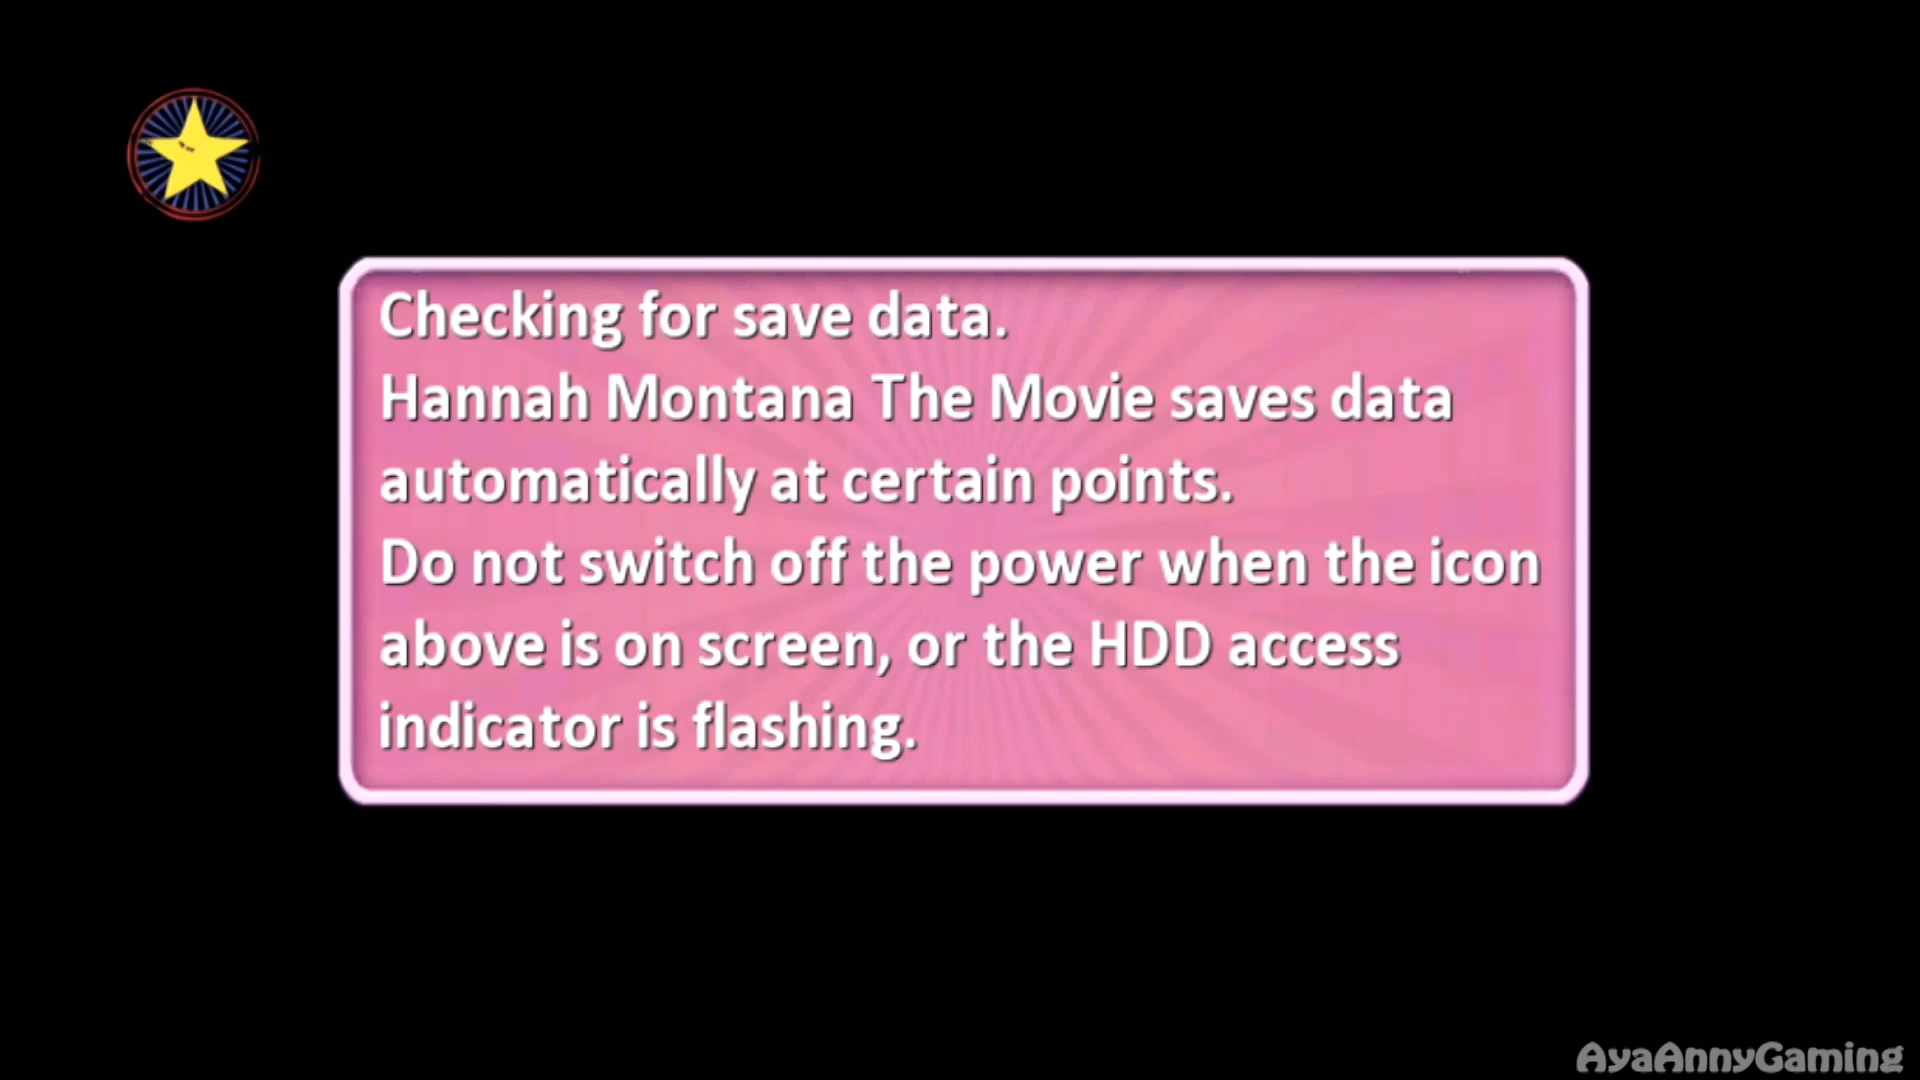 Checking for save data.
Hannah Montana The Movie saves data
automatically at certain points.
Do not switch off the power when the icon
above is on screen, or the HDD access
indicator is flashing.
AyaAnnyGaming